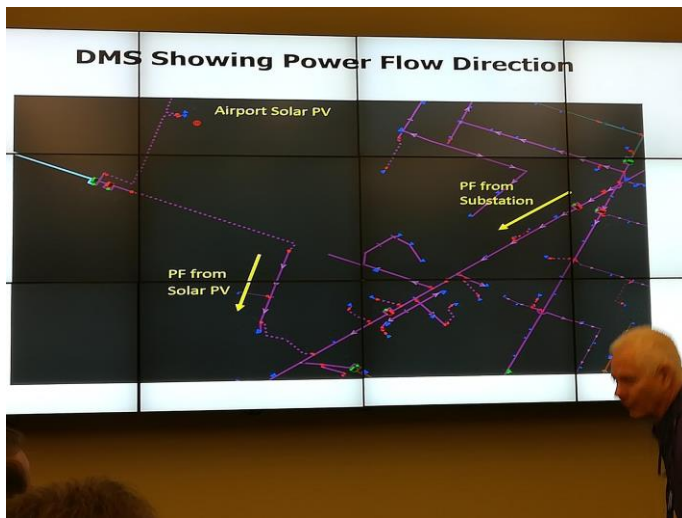 DMS Showing Power Flow Direction
Airport Solar PV
PF from
Substation
PF from
Solar PV